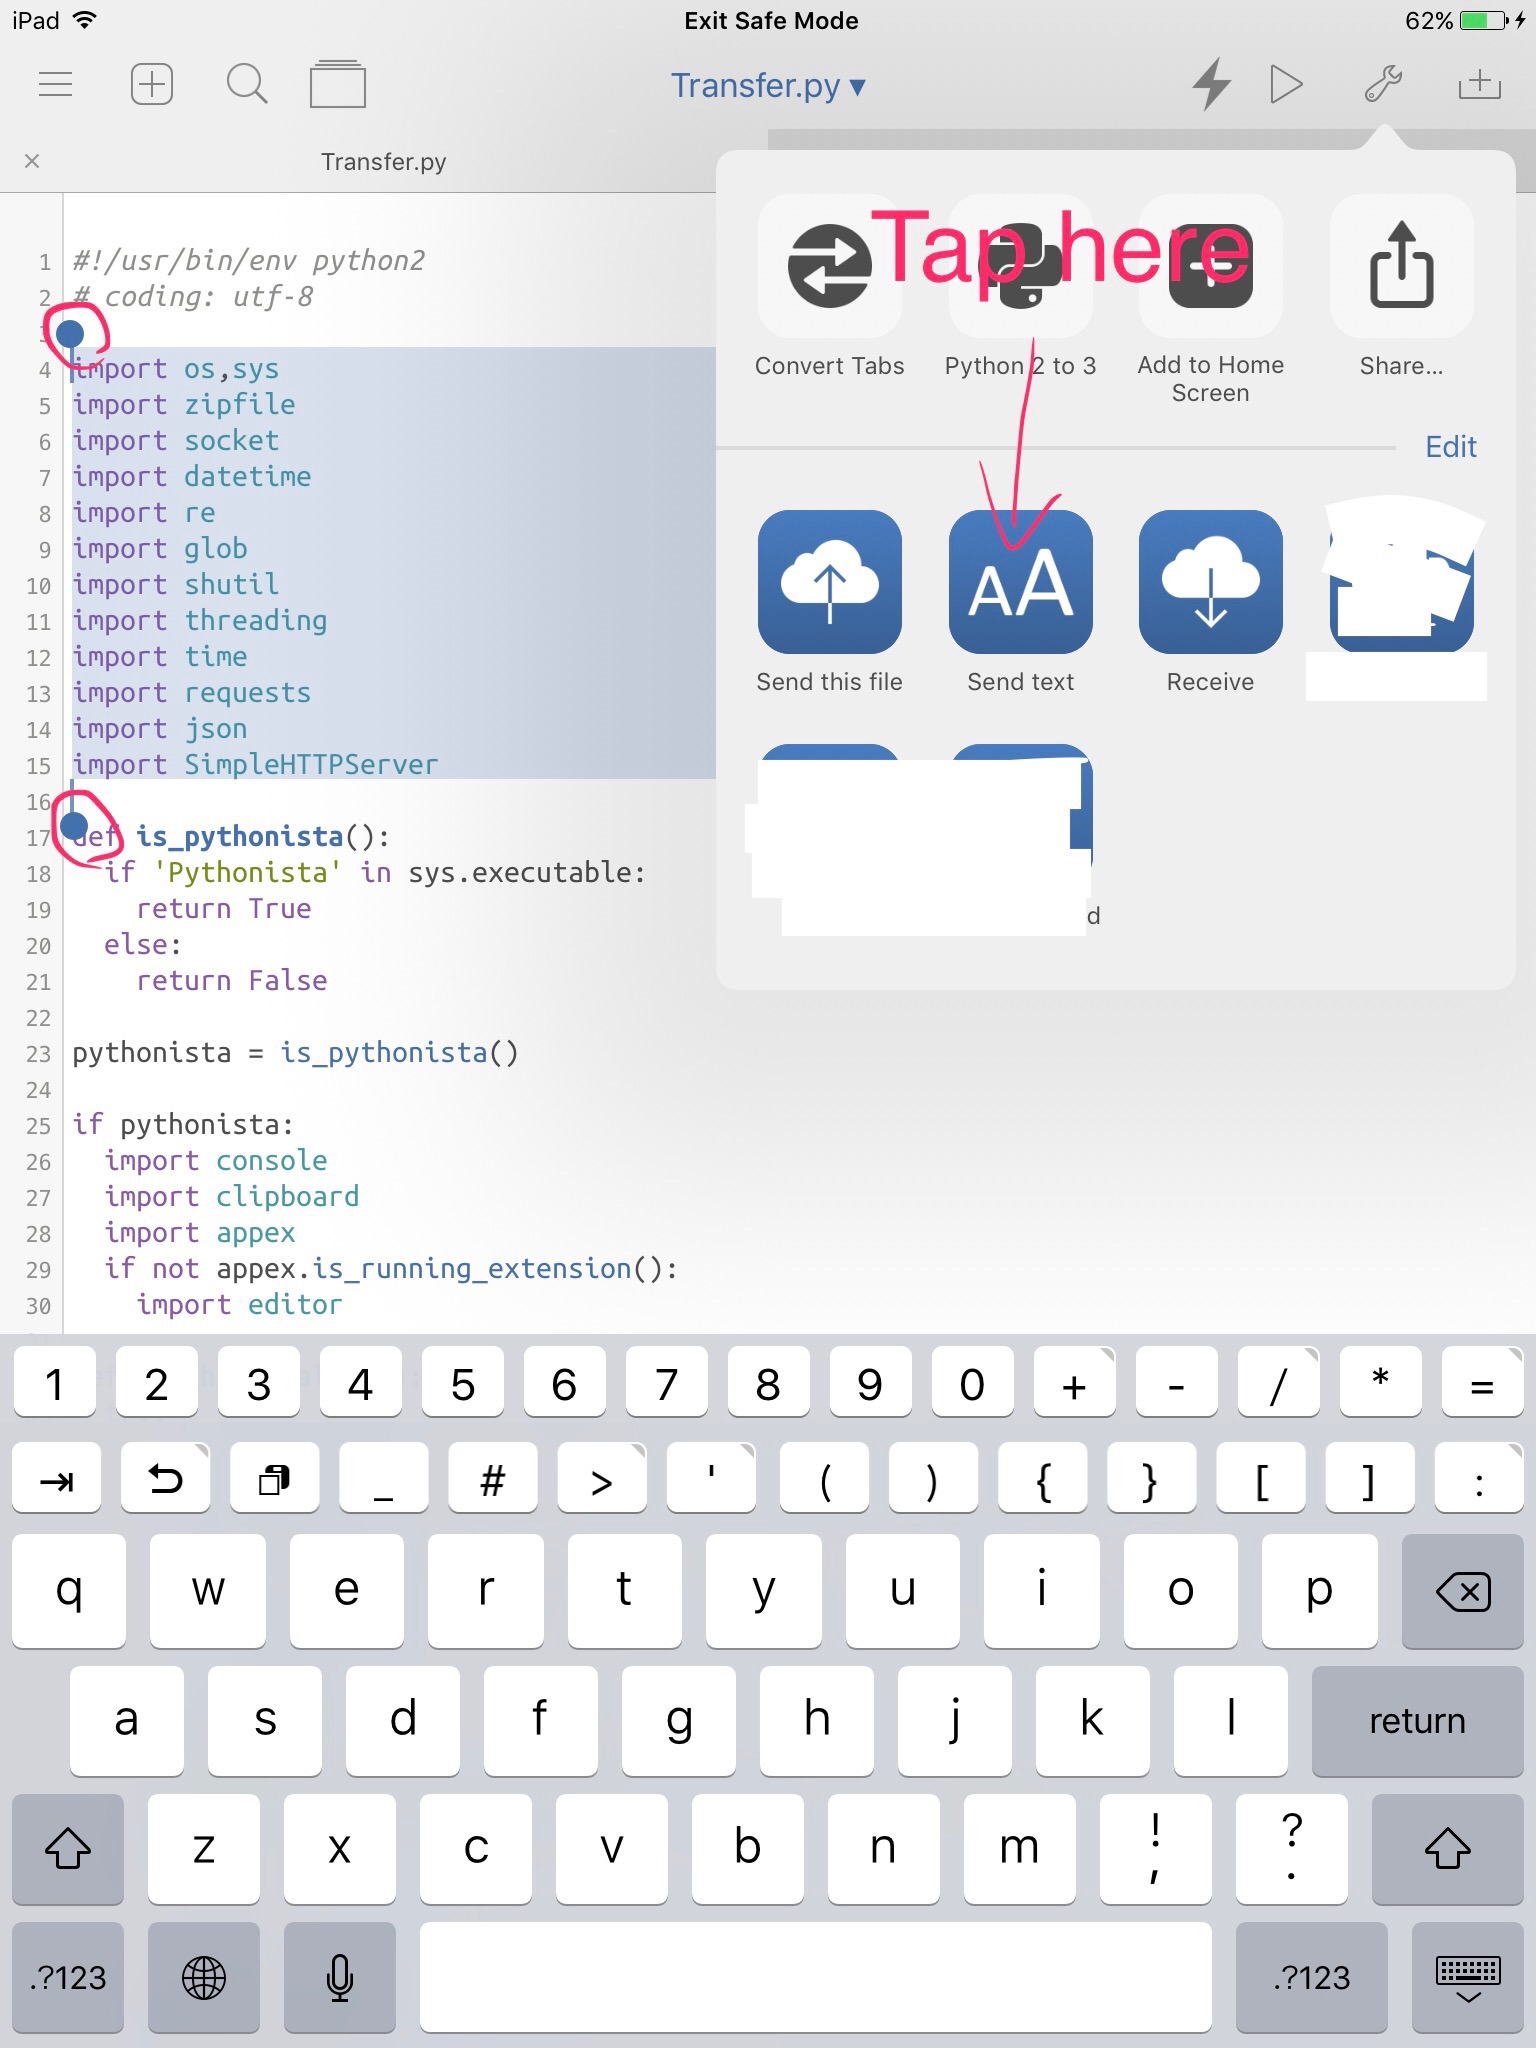 iPad
Exit Safe Mode
62%
Transfer.py ▾
× Transfer.py
1 #!/usr/bin/env python2
2 # coding: utf-8
4 import os,sys
5 import zipfile
6 import socket
7 import datetime
8 import re
9 import glob
10 import shutil
11 import threading
12 import time
13 import requests
14 import json
15 import SimpleHTTPServer
16
17 def is_pythonista():
18 if 'Pythonista' in sys.executable:
19 return True
20 else:
21 return False
22
23 pythonista = is_pythonista()
24
25 if pythonista:
26 import console
27 import clipboard
28 import appex
29 if not appex.is_running_extension():
30 import editor
Tap here
Convert Tabs
Python 2 to 3
Add to Home
Screen
Share...
Edit
AA
Send this file
Send text
Receive
d
1 2 3 4 5 6 7 8 9 0 + - / * =
_ # > ' ( ) { } [ ] :
q w e r t y u i o p
a s d f g h j k l return
z x c v b n m ! , ? .
.?123 .?123